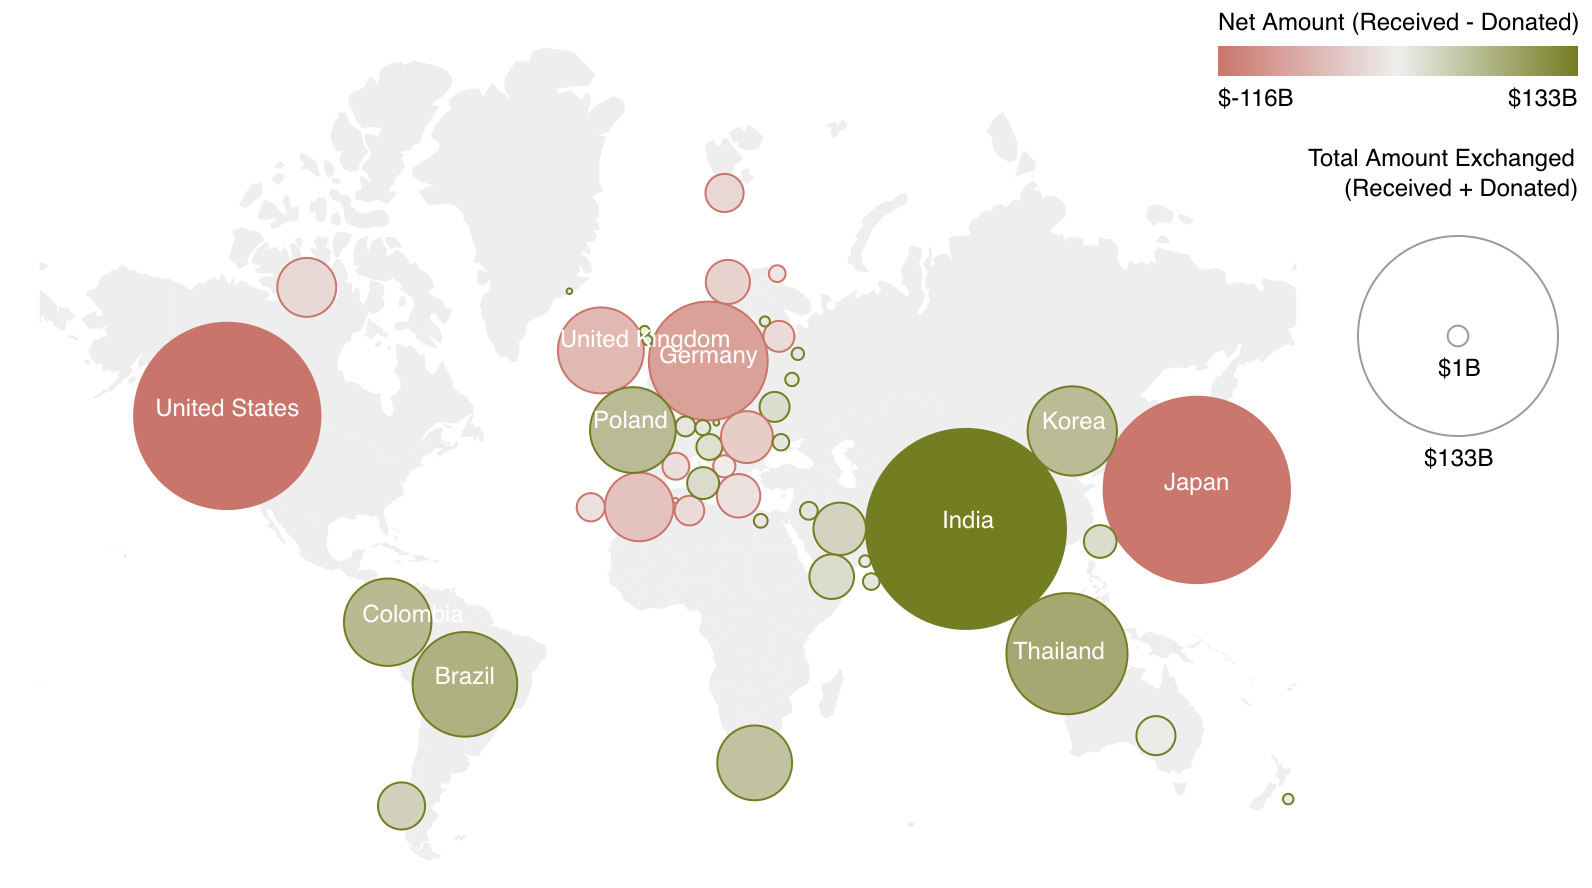 Net Amount (Received - Donated)
$-116B $133B
Total Amount Exchanged
(Received + Donated)
$1B
$133B
United Kingdom
Germany
United States
Poland
Korea
Japan
India
Colombia
Thailand
Brazil